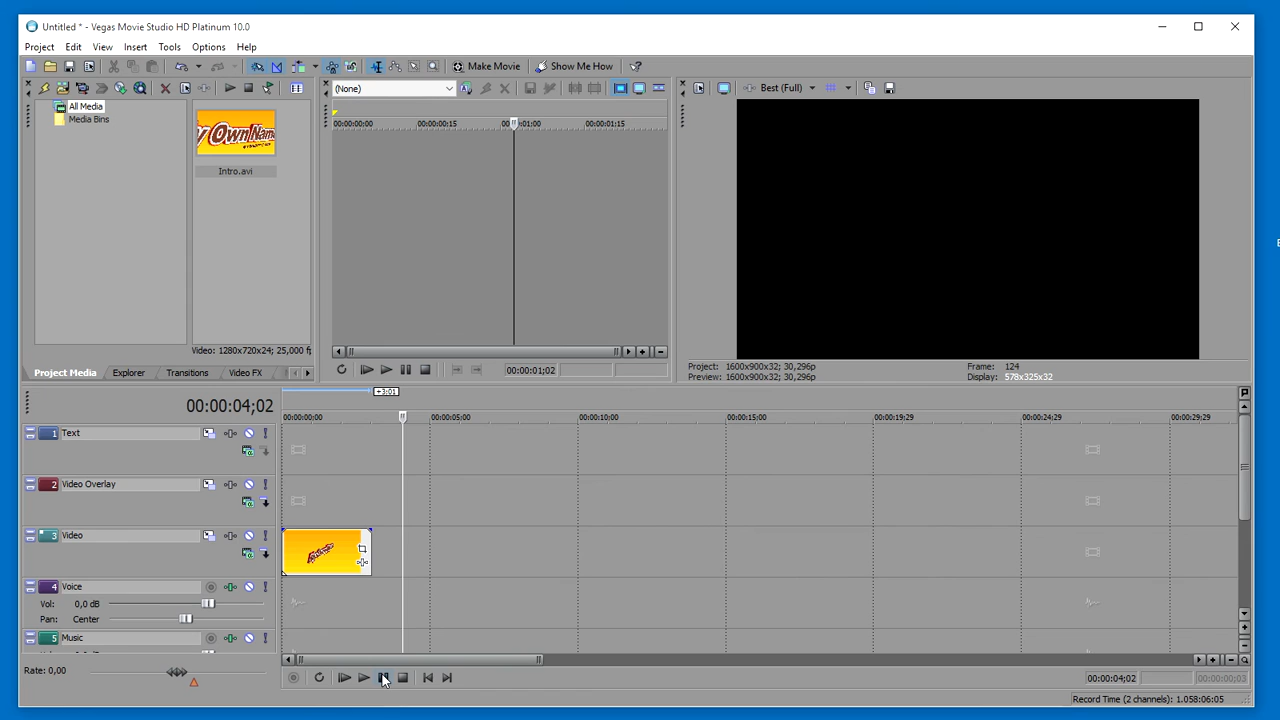 Untitled * - Vegas Movie Studio HD Platinum 10.0
Project Edit View Insert Tools Options Help
Make Movie Show Me How
All Media
Media Bins
Own
Intro.avi
Video: 1280x720x24; 25,000 f
Project Media Explorer Transitions Video FX
(None)
00:00:00;00 00:00:00;15 00:00:01;00 00:00:01;15
00:00:01;02
Best (Full)
Project: 1600x900x32; 30,296p
Preview: 1600x900x32; 30,296p
Frame: 124
Display: 578x325x32
00:00:04;02
+3;01
00:00:00;00 00:00:05;00 00:00:10;00 00:00:15;00 00:00:19;29 00:00:24;29 00:00:29;29
1 Text
2 Video Overlay
3 Video
4 Voice
Vol: 0,0 dB
Pan: Center
5 Music
Rate: 0,00
00:00:04;02 00:00:00;03
Record Time (2 channels): 1.058:06:05